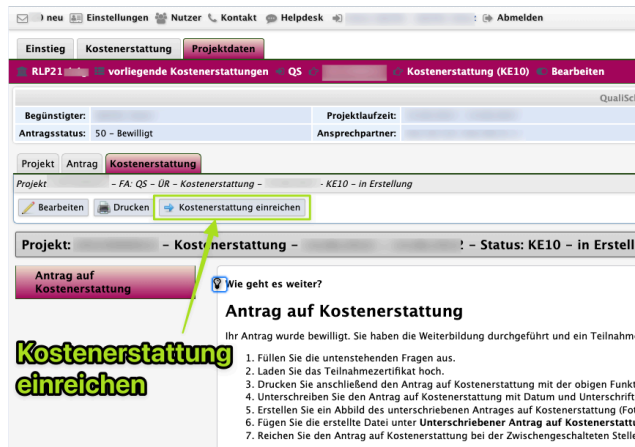 neu Einstellungen Nutzer Kontakt Helpdesk Abmelden
Einstieg Kostenerstattung Projektdaten
RLP21 vorliegende Kostenerstattungen QS Kostenerstattung (KE10) Bearbeiten
QualiSc
Begünstigter: Projektlaufzeit:
Antragsstatus: 50 – Bewilligt Ansprechpartner:
Projekt Antrag Kostenerstattung
Projekt – FA: QS – ÜR – Kostenerstattung – - KE10 – in Erstellung
Bearbeiten Drucken Kostenerstattung einreichen
Projekt: – Kostenerstattung – – Status: KE10 – in Erstell
Antrag auf
Kostenerstattung
Wie geht es weiter?
Antrag auf Kostenerstattung
Ihr Antrag wurde bewilligt. Sie haben die Weiterbildung durchgeführt und ein Teilnahm
Kostenerstattung
einreichen
1. Füllen Sie die untenstehenden Fragen aus.
2. Laden Sie das Teilnahmezertifikat hoch.
3. Drucken Sie anschließend den Antrag auf Kostenerstattung mit der obigen Funkt
4. Unterschreiben Sie den Antrag auf Kostenerstattung mit Datum und Unterschrift
5. Erstellen Sie ein Abbild des unterschriebenen Antrages auf Kostenerstattung (Fot
6. Fügen Sie die erstellte Datei unter Unterschriebener Antrag auf Kostenerstatt
7. Reichen Sie den Antrag auf Kostenerstattung bei der Zwischengeschalteten Stelle